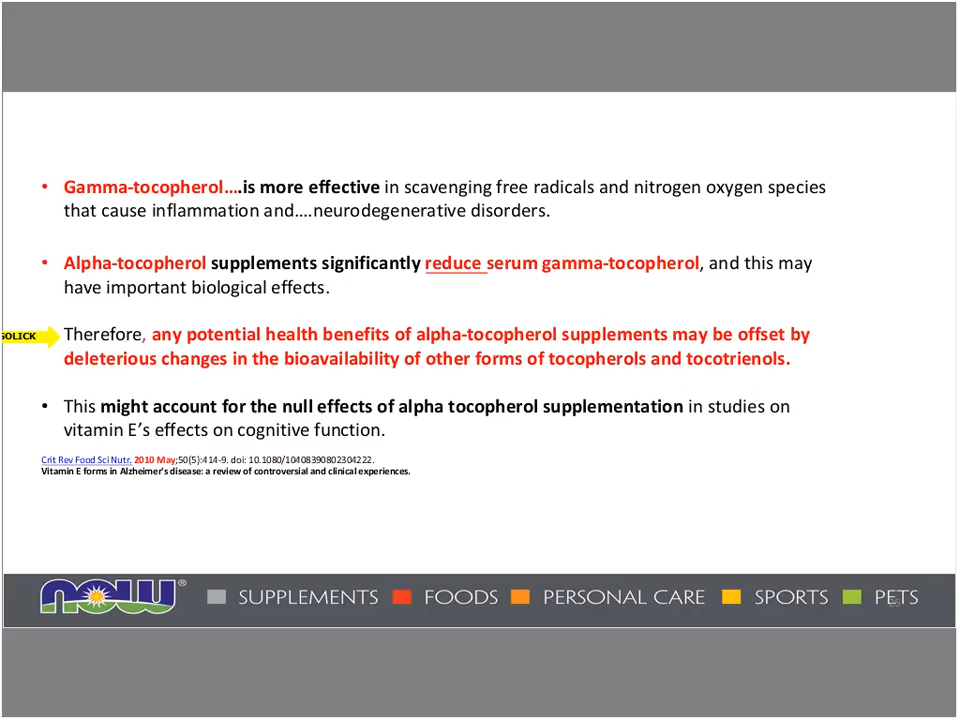 • Gamma-tocopherol….is more effective in scavenging free radicals and nitrogen oxygen species
that cause inflammation and….neurodegenerative disorders.
• Alpha-tocopherol supplements significantly reduce serum gamma-tocopherol, and this may
have important biological effects.
GOLICK
Therefore, any potential health benefits of alpha-tocopherol supplements may be offset by
deleterious changes in the bioavailability of other forms of tocopherols and tocotrienols.
• This might account for the null effects of alpha tocopherol supplementation in studies on
vitamin E’s effects on cognitive function.
Crit Rev Food Sci Nutr. 2010 May;50(5):414-9. doi: 10.1080/10408390802304222.
Vitamin E forms in Alzheimer's disease: a review of controversial and clinical experiences.
now® SUPPLEMENTS FOODS PERSONAL CARE SPORTS PETS